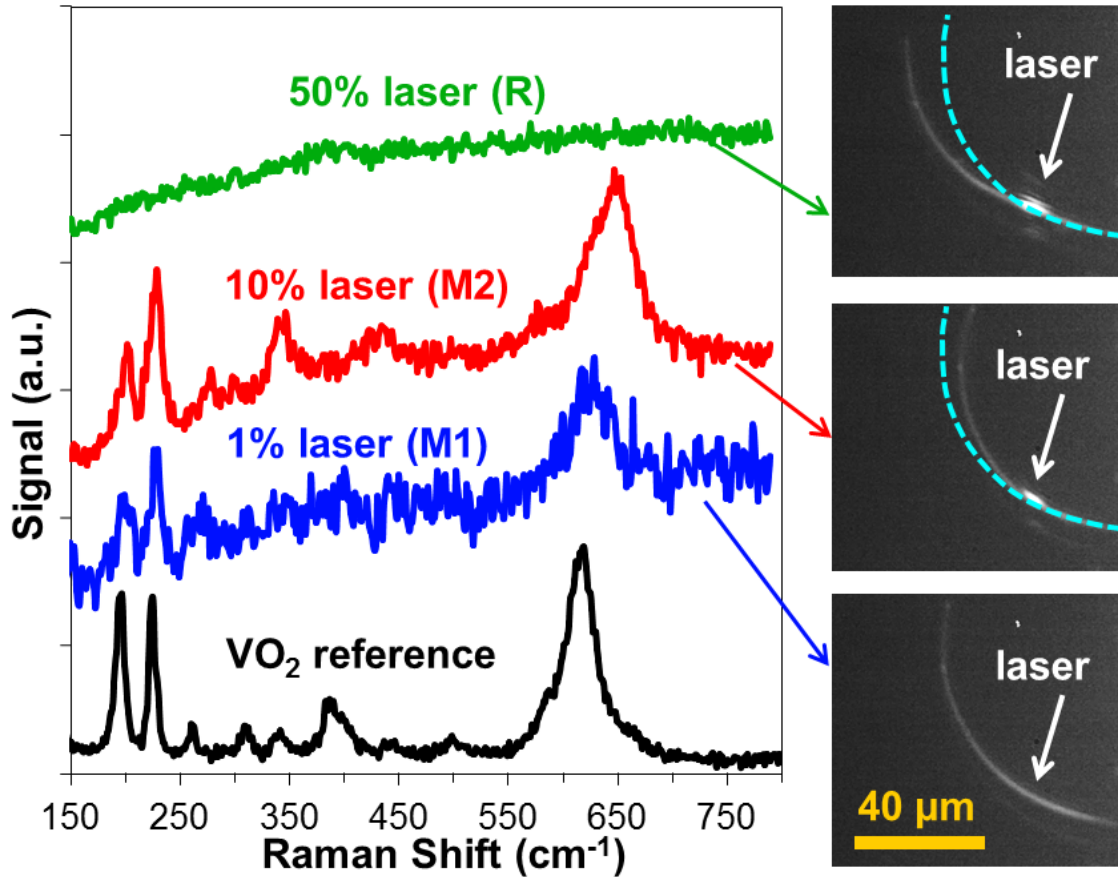 50% laser (R)
10% laser (M2)
1% laser (M1)
VO₂ reference
Signal (a.u.)
150 250 350 450 550 650 750
Raman Shift (cm⁻¹)
laser
laser
laser
40 µm